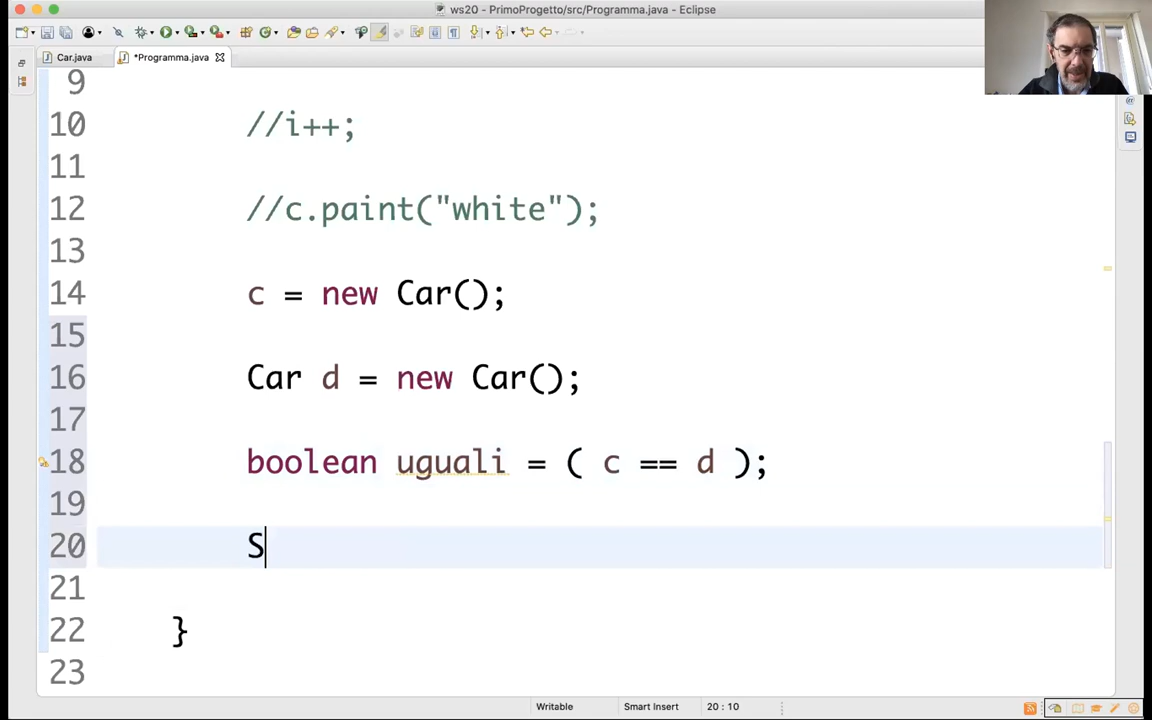 ws20 - PrimoProgetto/src/Programma.java - Eclipse
Car.java
*Programma.java
9
10 //i++;
11
12 //c.paint("white");
13
14 c = new Car();
15
16 Car d = new Car();
17
18 boolean uguali = ( c == d );
19
20 S
21
22 }
23
Writable
Smart Insert
20 : 10